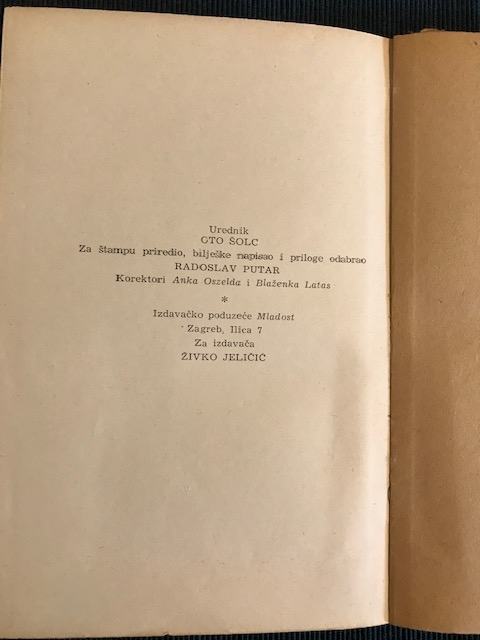 Urednik
OTO ŠOLC
Za štampu priredio, bilješke napisao i priloge odabrao
RADOSLAV PUTAR
Korektori Anka Oszelda i Blaženka Latas
*
Izdavačko poduzeće Mladost
Zagreb, Ilica 7
Za izdavača
ŽIVKO JELIČIĆ